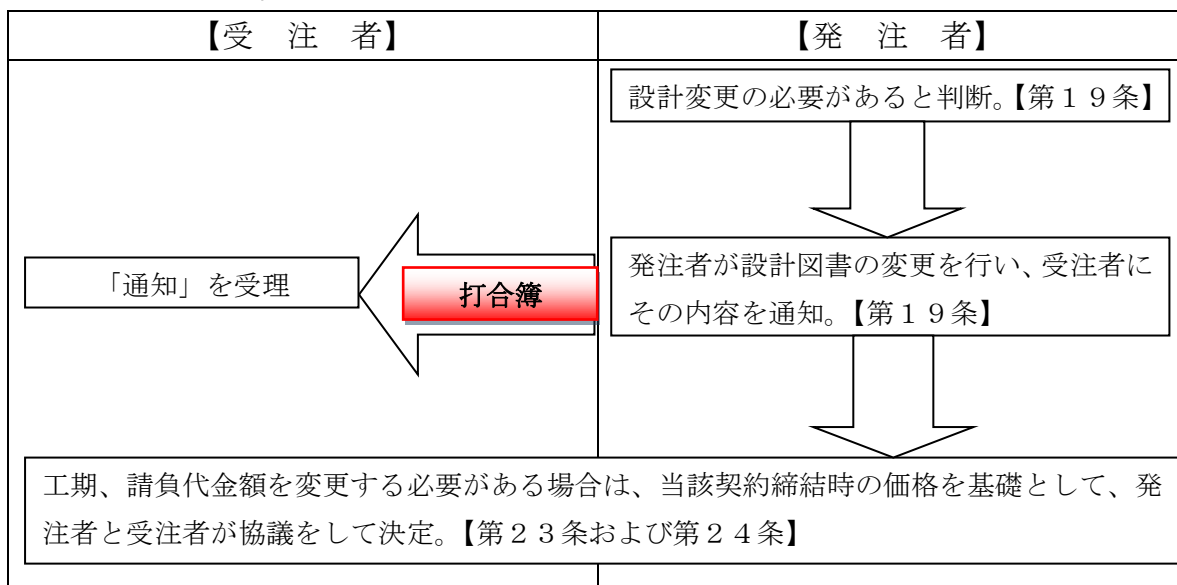 【受　注　者】
【発　注　者】
設計変更の必要があると判断。【第１９条】
発注者が設計図書の変更を行い、受注者に
その内容を通知。【第１９条】
打合簿
「通知」を受理
工期、請負代金額を変更する必要がある場合は、当該契約締結時の価格を基礎として、発
注者と受注者が協議をして決定。【第２３条および第２４条】